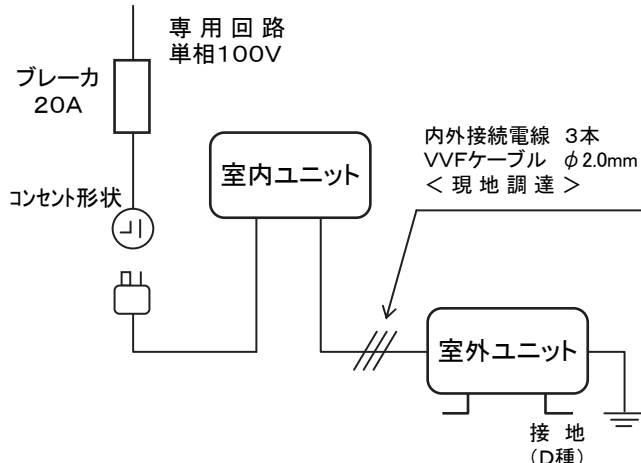 専用回路
単相100V
ブレーカ
20A
コンセント形状
室内ユニット
内外接続電線 3本
VVFケーブル φ2.0mm
<現地調達>
室外ユニット
接地
(D種)